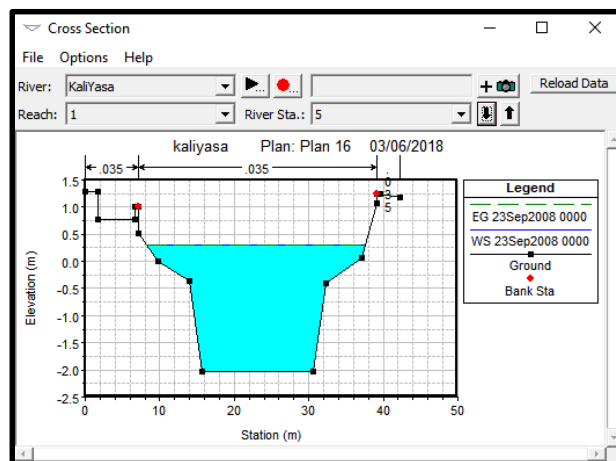 Cross Section
File Options Help
River: KaliYasa Reload Data
Reach: 1 River Sta.: 5
kaliyasa Plan: Plan 16 03/06/2018
.035 .035 .035
Legend
EG 23Sep2008 0000
WS 23Sep2008 0000
Ground
Bank Sta
1.5
1.0
0.5
0.0
-0.5
-1.0
-1.5
-2.0
-2.5
Elevation (m)
0 10 20 30 40 50
Station (m)